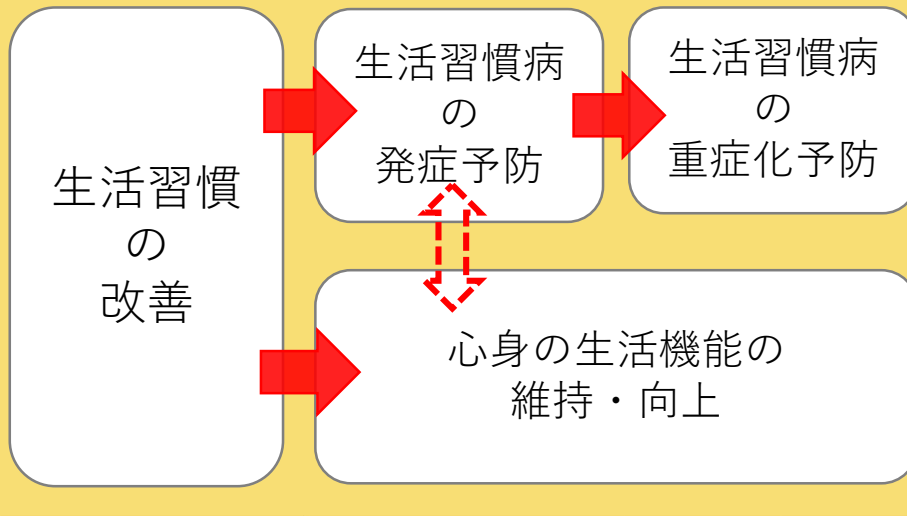 生活習慣
の
改善
生活習慣病
の
発症予防
生活習慣病
の
重症化予防
心身の生活機能の
維持・向上